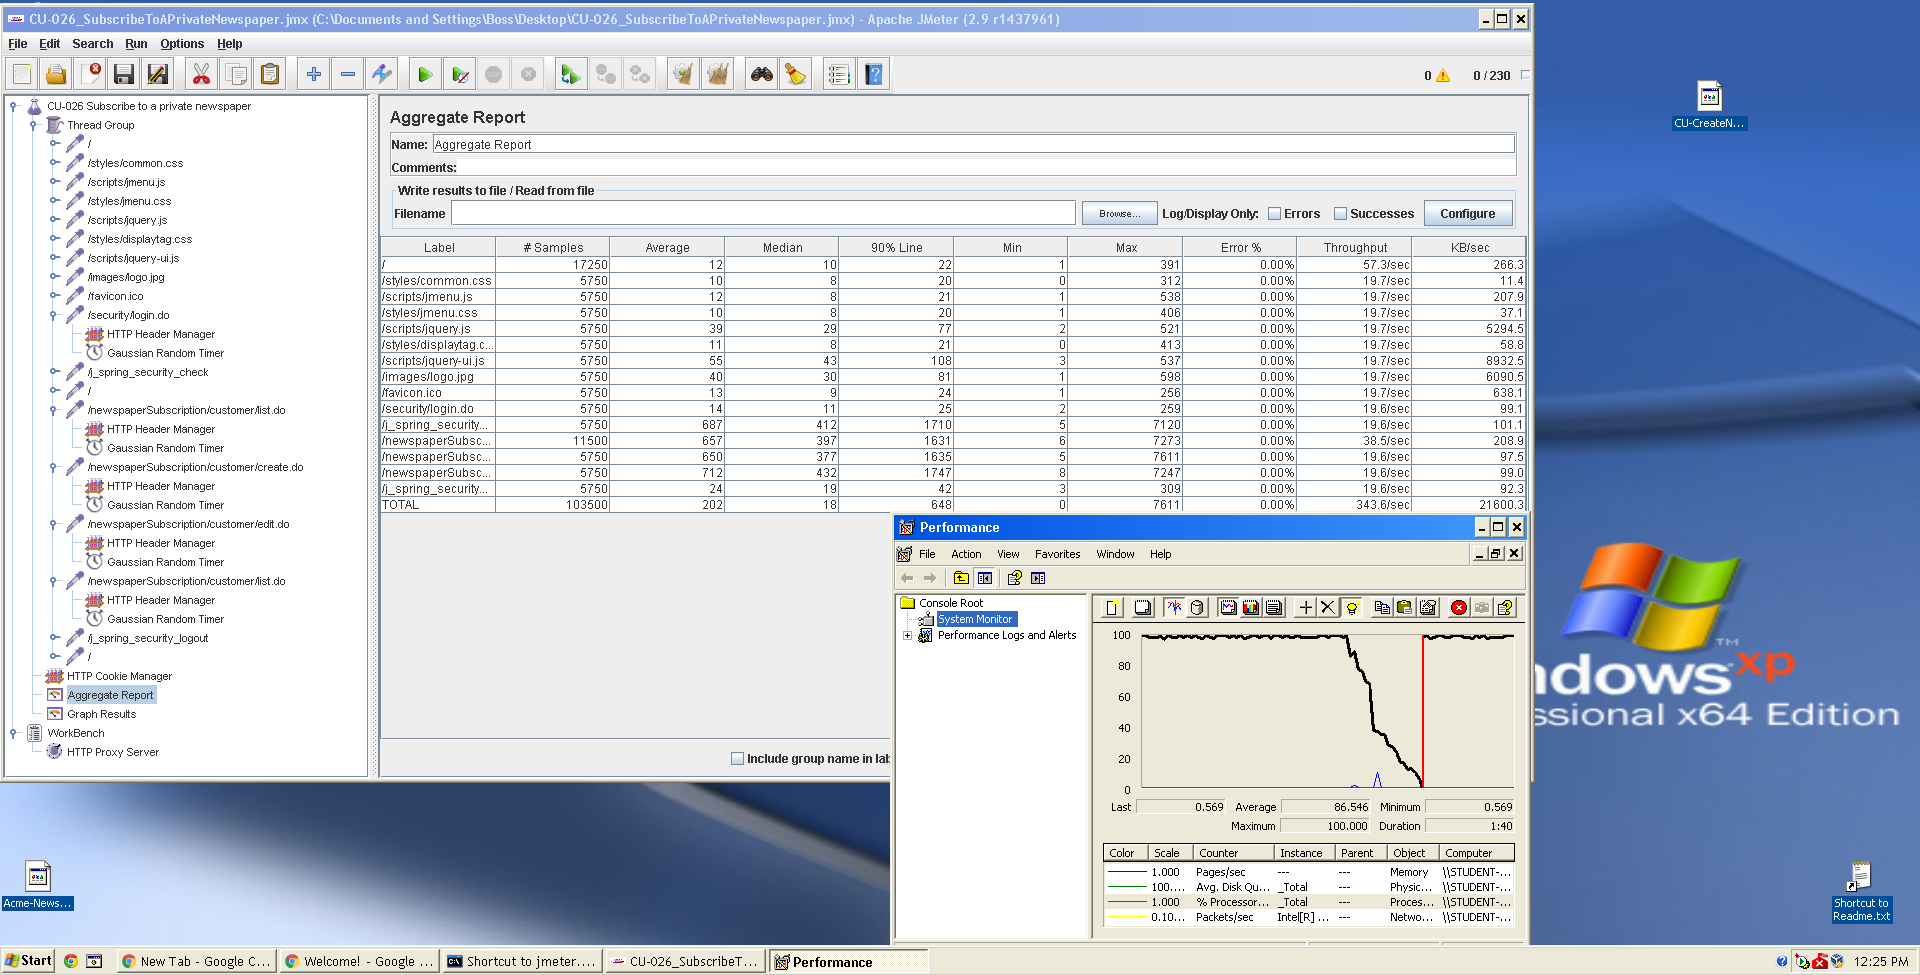 CU-026_SubscribeToAPrivateNewspaper.jmx (C:\Documents and Settings\Boss\Desktop\CU-026_SubscribeToAPrivateNewspaper.jmx) - Apache JMeter (2.9 r1437961)
File Edit Search Run Options Help
0 0 / 230
CU-026 Subscribe to a private newspaper
Thread Group
/
/styles/common.css
/scripts/jmenu.js
/styles/jmenu.css
/scripts/jquery.js
/styles/displaytag.css
/scripts/jquery-ui.js
/images/logo.jpg
/favicon.ico
/security/login.do
HTTP Header Manager
Gaussian Random Timer
/j_spring_security_check
/
/newspaperSubscription/customer/list.do
HTTP Header Manager
Gaussian Random Timer
/newspaperSubscription/customer/create.do
HTTP Header Manager
Gaussian Random Timer
/newspaperSubscription/customer/edit.do
HTTP Header Manager
Gaussian Random Timer
/newspaperSubscription/customer/list.do
HTTP Header Manager
Gaussian Random Timer
/j_spring_security_logout
/
HTTP Cookie Manager
Aggregate Report
Graph Results
WorkBench
HTTP Proxy Server
Aggregate Report
Name: Aggregate Report
Comments:
Write results to file / Read from file
Filename Browse... Log/Display Only: Errors Successes Configure
Label # Samples Average Median 90% Line Min Max Error % Throughput KB/sec
/ 17250 12 10 22 1 391 0.00% 57.3/sec 266.3
/styles/common.css 5750 10 8 20 0 312 0.00% 19.7/sec 11.4
/scripts/jmenu.js 5750 12 8 21 1 538 0.00% 19.7/sec 207.9
/styles/jmenu.css 5750 10 8 20 1 406 0.00% 19.7/sec 37.1
/scripts/jquery.js 5750 39 29 77 2 521 0.00% 19.7/sec 5294.5
/styles/displaytag.c... 5750 11 8 21 0 413 0.00% 19.7/sec 58.8
/scripts/jquery-ui.js 5750 55 43 108 3 537 0.00% 19.7/sec 8932.5
/images/logo.jpg 5750 40 30 81 1 598 0.00% 19.7/sec 6090.5
/favicon.ico 5750 13 9 24 1 256 0.00% 19.7/sec 638.1
/security/login.do 5750 14 11 25 2 259 0.00% 19.6/sec 99.1
/j_spring_security... 5750 687 412 1710 5 7120 0.00% 19.6/sec 101.1
/newspaperSubsc... 11500 657 397 1631 6 7273 0.00% 38.5/sec 208.9
/newspaperSubsc... 5750 650 377 1635 5 7611 0.00% 19.6/sec 97.5
/newspaperSubsc... 5750 712 432 1747 8 7247 0.00% 19.6/sec 99.0
/j_spring_security... 5750 24 19 42 3 309 0.00% 19.6/sec 92.3
TOTAL 103500 202 18 648 0 7611 0.00% 343.6/sec 21600.3
Include group name in lab
Performance
File Action View Favorites Window Help
Console Root
System Monitor
Performance Logs and Alerts
100
80
60
40
20
0
Last 0.569 Average 86.546 Minimum 0.569
Maximum 100.000 Duration 1:40
Color Scale Counter Instance Parent Object Computer
1.000 Pages/sec --- --- Memory \\STUDENT-...
100.... Avg. Disk Qu... _Total --- Physic... \\STUDENT-...
1.000 % Processor... _Total --- Proces... \\STUDENT-...
0.10... Packets/sec Intel[R] ... --- Netwo... \\STUDENT-...
CU-CreateN...
TM
ndows xp
ssional x64 Edition
Acme-News...
Shortcut to
Readme.txt
Start New Tab - Google C... Welcome! - Google ... Shortcut to jmeter.... CU-026_SubscribeT... Performance 12:25 PM